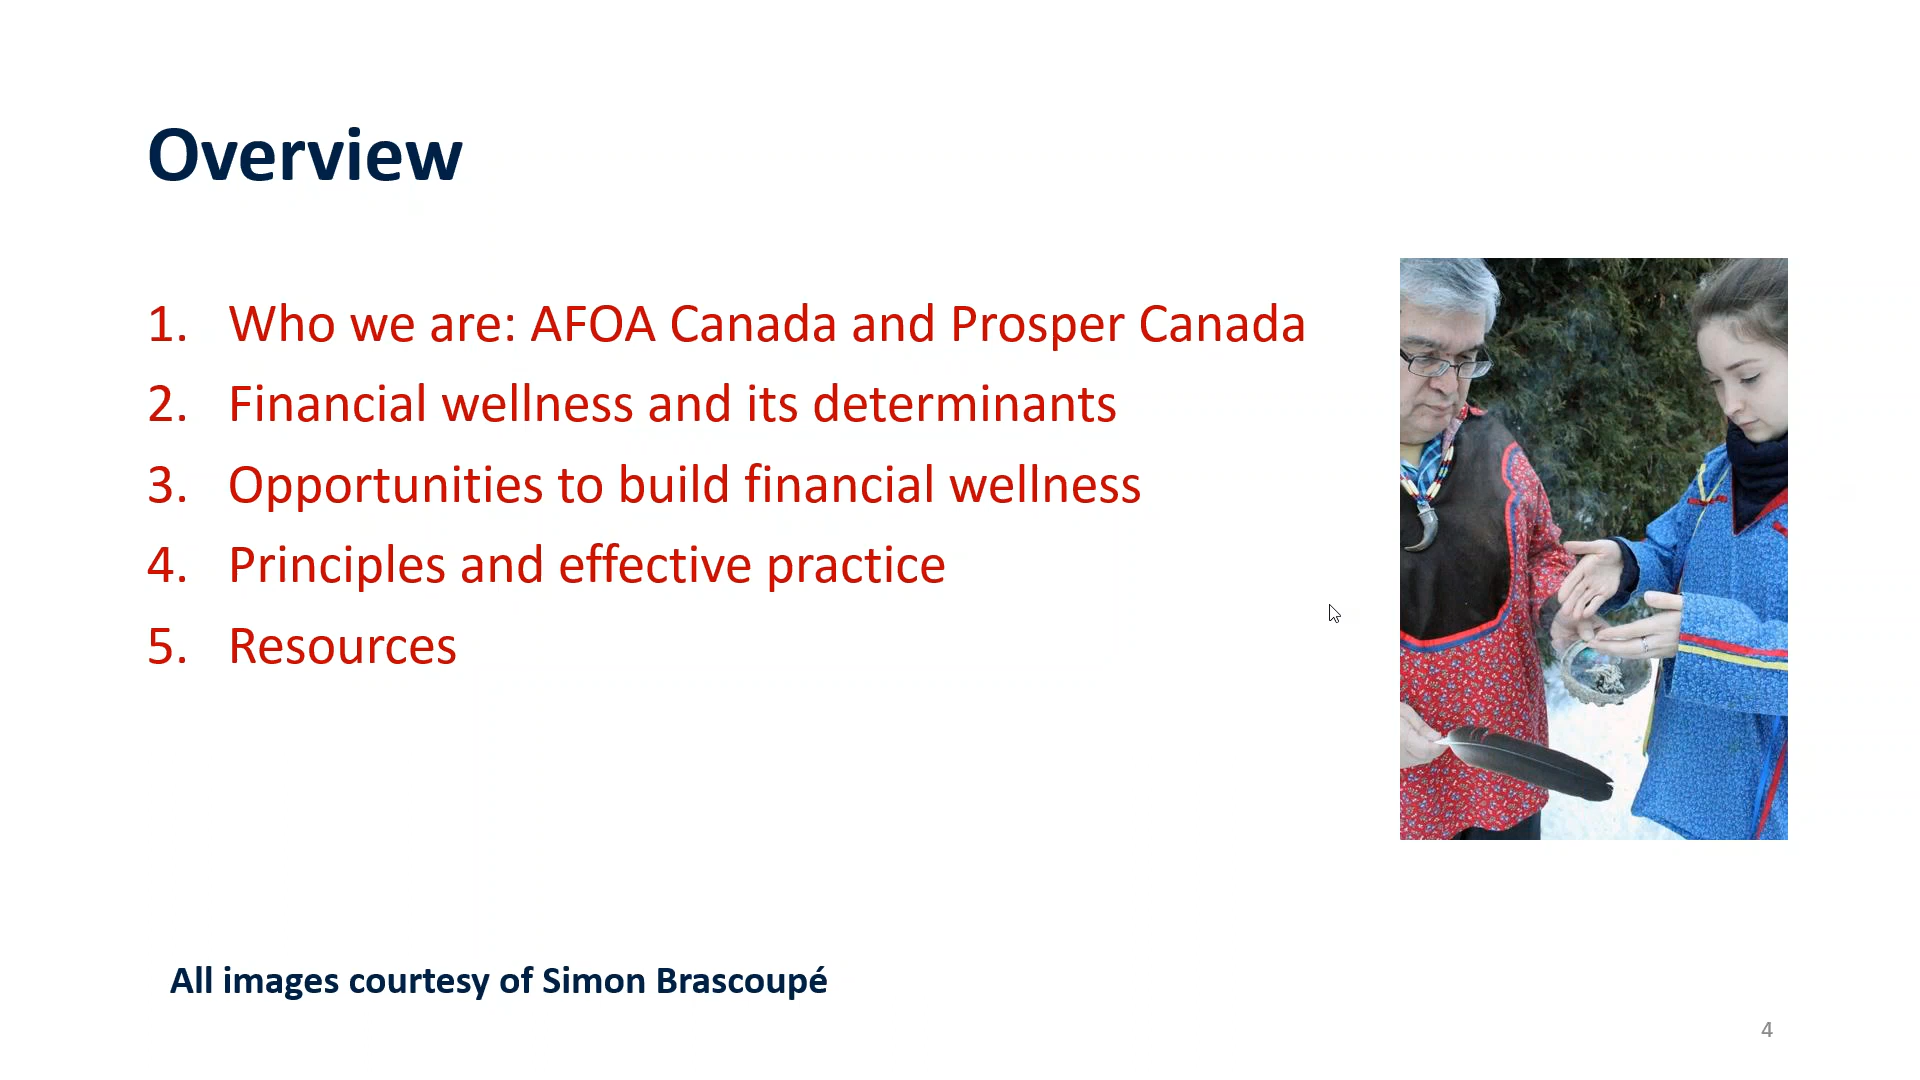 Overview
1. Who we are: AFOA Canada and Prosper Canada
2. Financial wellness and its determinants
3. Opportunities to build financial wellness
4. Principles and effective practice
5. Resources
All images courtesy of Simon Brascoupé
4